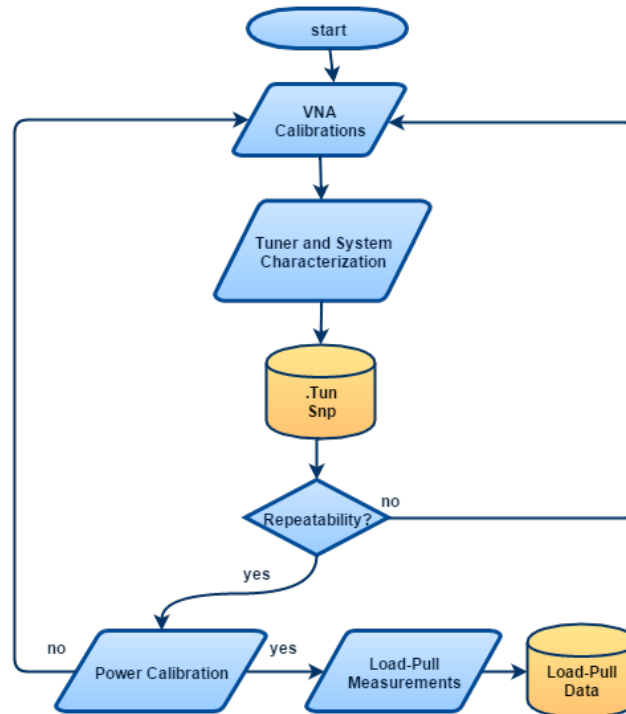 start
VNA
Calibrations
Tuner and System
Characterization
.Tun
Snp
Repeatability?
no
yes
no
Power Calibration
yes
Load-Pull
Measurements
Load-Pull
Data